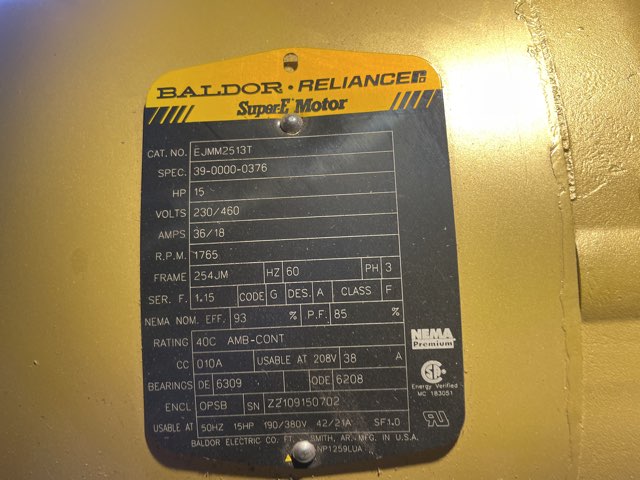 BALDOR • RELIANCE
Super-E Motor
CAT. NO. EJMM2513T
SPEC. 39-0000-0376
HP 15
VOLTS 230/460
AMPS 36/18
R.P.M. 1765
FRAME 254JM HZ 60 PH 3
SER. F. 1.15 CODE G DES. A CLASS F
NEMA NOM. EFF. 93 % P.F. 85 %
RATING 40C AMB-CONT
CC 010A USABLE AT 208V 38 A
BEARINGS DE 6309 ODE 6208
ENCL OPSB SN Z2109150702
USABLE AT 50HZ 15HP 190/380V 42/21A SF1.0
BALDOR ELECTRIC CO. FT. SMITH, AR. MFG. IN U.S.A.
NP1259LUA
NEMA
Premium
Energy Verified
MC 183051